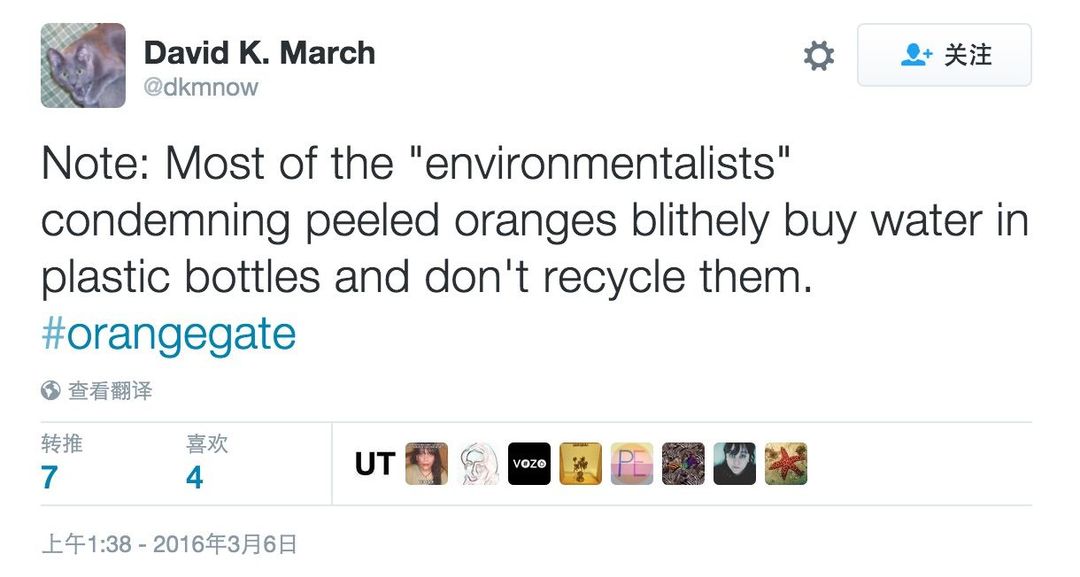 David K. March
@dkmnow
关注
Note: Most of the "environmentalists"
condemning peeled oranges blithely buy water in
plastic bottles and don't recycle them.
#orangegate
查看翻译
转推 喜欢
7 4
UT
VOZO
PE
上午1:38 - 2016年3月6日